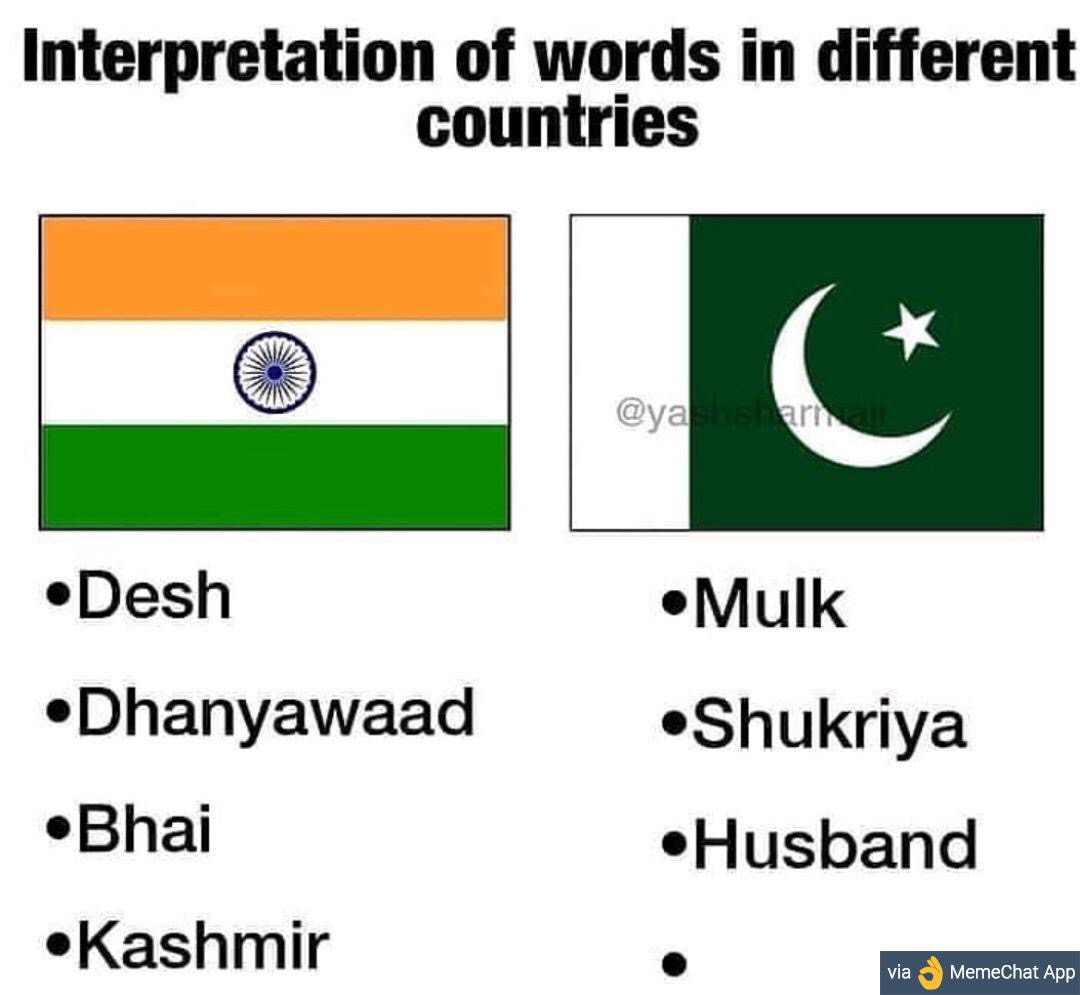 Interpretation of words in different
countries
@yashsharmaji
•Desh
•Mulk
•Dhanyawaad
•Shukriya
•Bhai
•Husband
•Kashmir
•
via 👌 MemeChat App